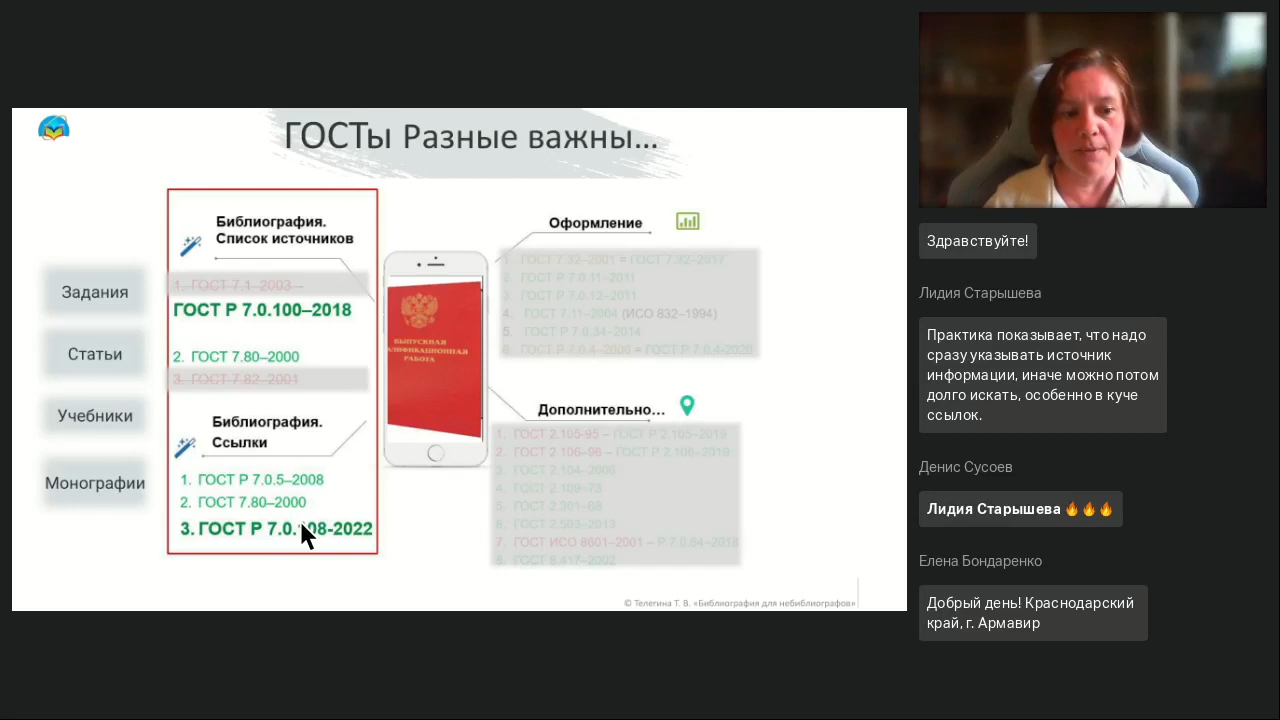 ГОСТы Разные важны...
Библиография.
Список источников
1. ГОСТ 7.1–2003 –
ГОСТ Р 7.0.100–2018
2. ГОСТ 7.80–2000
3. ГОСТ 7.82–2001
Библиография.
Ссылки
1. ГОСТ Р 7.0.5–2008
2. ГОСТ 7.80–2000
3. ГОСТ Р 7.0.108-2022
Задания
Статьи
Учебники
Монографии
ВЫПУСКНАЯ
АЛИФИКАЦИОННАЯ
РАБОТА
Оформление
1. ГОСТ 7.32–2001 = ГОСТ 7.32–2017
2. ГОСТ Р 7.0.11–2011
3. ГОСТ Р 7.0.12–2011
4. ГОСТ 7.11–2004 (ИСО 832–1994)
5. ГОСТ Р 7.0.34–2014
6. ГОСТ Р 7.0.4–2006 = ГОСТ Р 7.0.4-2020
Дополнительно...
1. ГОСТ 2.105-95 – ГОСТ Р 2.105–2019
2. ГОСТ 2.106–96 – ГОСТ Р 2.106–2019
3. ГОСТ 2.104–2006
4. ГОСТ 2.109–73
5. ГОСТ 2.301–68
6. ГОСТ 2.503–2013
7. ГОСТ ИСО 8601–2001 – Р 7.0.64–2018
8. ГОСТ 8.417–2002
© Телегина Т. В. «Библиография для небиблиографов»
Здравствуйте!
Лидия Старышева
Практика показывает, что надо
сразу указывать источник
информации, иначе можно потом
долго искать, особенно в куче
ссылок.
Денис Сусоев
Лидия Старышева 🔥🔥🔥
Елена Бондаренко
Добрый день! Краснодарский
край, г. Армавир